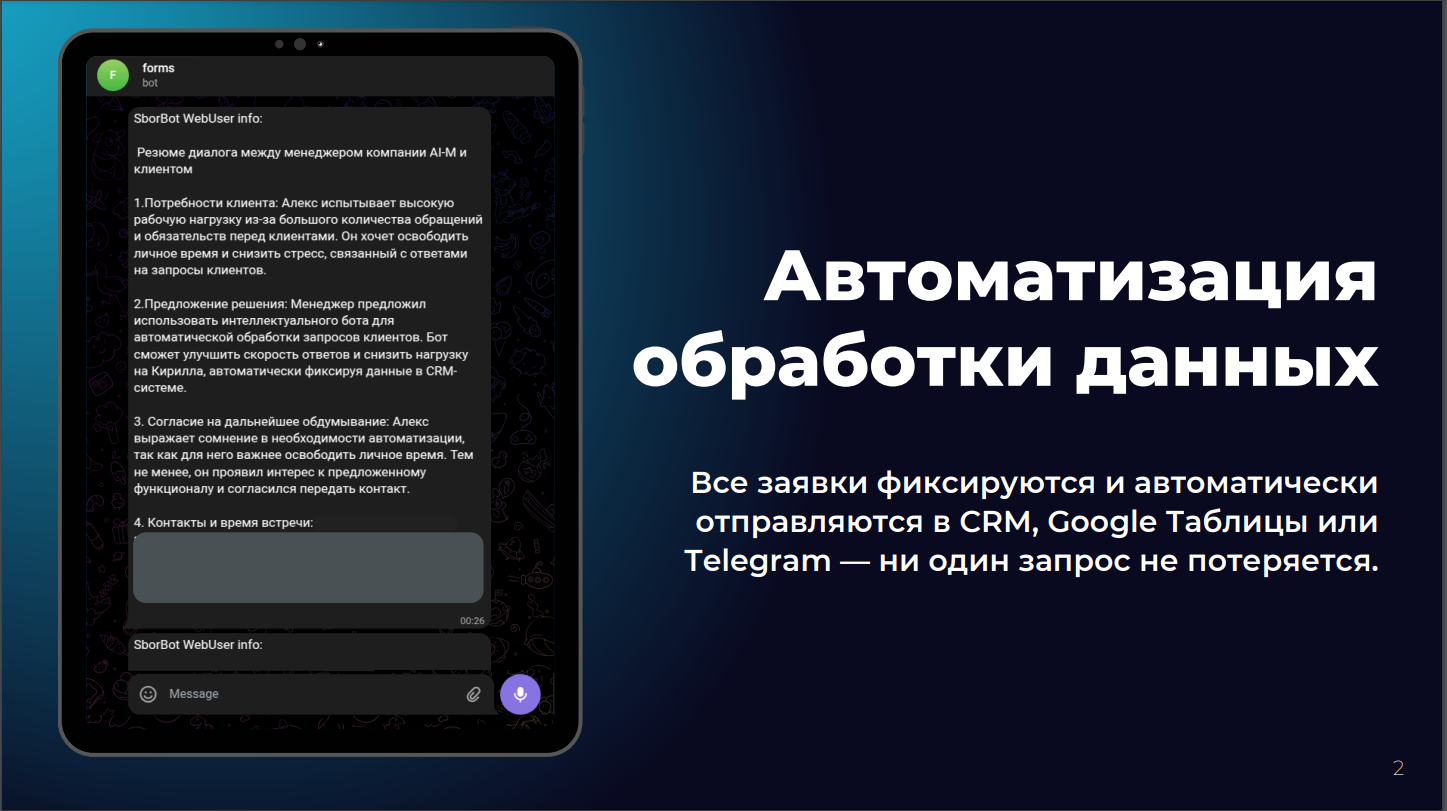 F
forms
bot
SborBot WebUser info:
Резюме диалога между менеджером компании AI-M и
клиентом
1.Потребности клиента: Алекс испытывает высокую
рабочую нагрузку из-за большого количества обращений
и обязательств перед клиентами. Он хочет освободить
личное время и снизить стресс, связанный с ответами
на запросы клиентов.
2.Предложение решения: Менеджер предложил
использовать интеллектуального бота для
автоматической обработки запросов клиентов. Бот
сможет улучшить скорость ответов и снизить нагрузку
на Кирилла, автоматически фиксируя данные в CRM-
системе.
3. Согласие на дальнейшее обдумывание: Алекс
выражает сомнение в необходимости автоматизации,
так как для него важнее освободить личное время. Тем
не менее, он проявил интерес к предложенному
функционалу и согласился передать контакт.
4. Контакты и время встречи:
00:26
SborBot WebUser info:
Message
Автоматизация
обработки данных
Все заявки фиксируются и автоматически
отправляются в CRM, Google Таблицы или
Telegram — ни один запрос не потеряется.
2